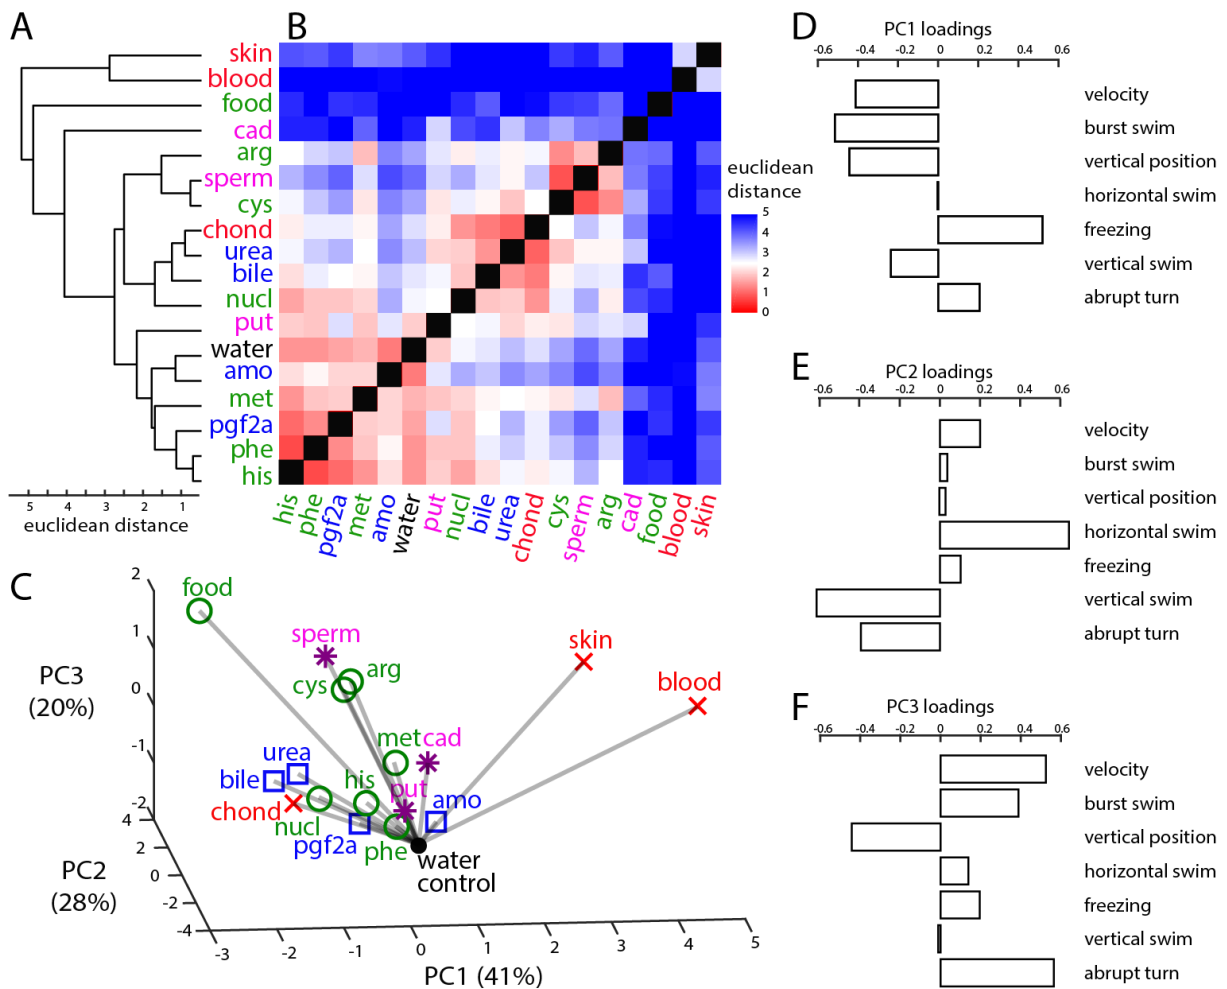 A
B
skin
blood
food
cad
arg
sperm
cys
chond
urea
bile
nucl
put
water
amo
met
pgf2a
phe
his
5 4 3 2 1
euclidean distance
his phe pgf2a met amo water put nucl bile urea chond cys sperm arg cad food blood skin
euclidean
distance
5
4
3
2
1
0
C
2
1
0
-1
-2
PC3
(20%)
4
2
0
-2
-4
PC2
(28%)
-3 -2 -1 0 1 2 3 4 5
PC1 (41%)
food
sperm
skin
arg
cys
blood
met cad
urea
bile
his
put
amo
chond
nucl
pgf2a
phe
water
control
D
PC1 loadings
-0.6 -0.4 -0.2 0 0.2 0.4 0.6
velocity
burst swim
vertical position
horizontal swim
freezing
vertical swim
abrupt turn
E
PC2 loadings
-0.6 -0.4 -0.2 0 0.2 0.4 0.6
velocity
burst swim
vertical position
horizontal swim
freezing
vertical swim
abrupt turn
F
PC3 loadings
-0.6 -0.4 -0.2 0 0.2 0.4 0.6
velocity
burst swim
vertical position
horizontal swim
freezing
vertical swim
abrupt turn